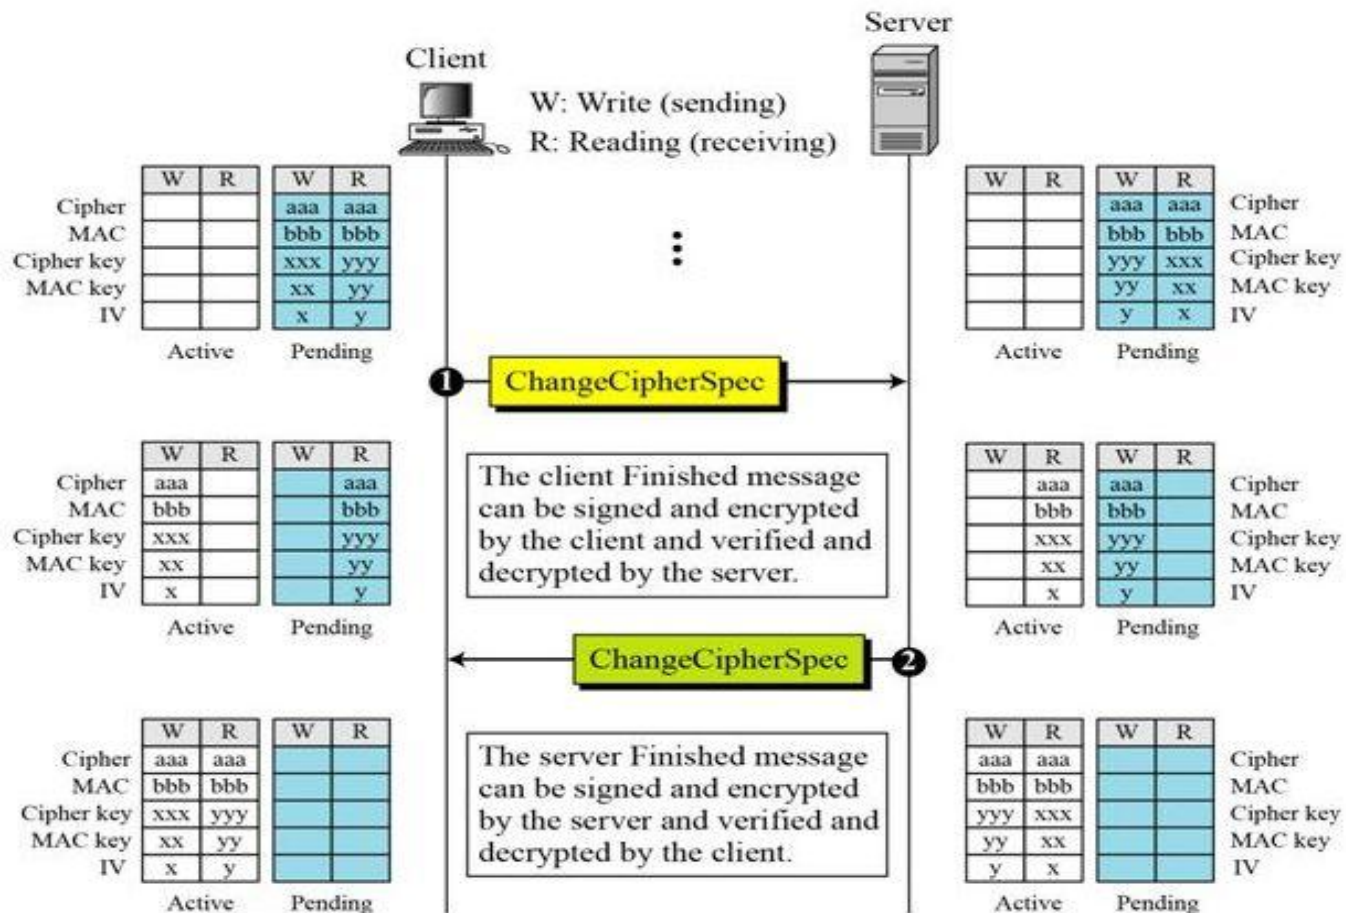 Server
Client
W: Write (sending)
R: Reading (receiving)
W R W R
Cipher aaa aaa
MAC bbb bbb
Cipher key xxx yyy
MAC key xx yy
IV x y
Active Pending
W R W R
aaa aaa Cipher
bbb bbb MAC
yyy xxx Cipher key
yy xx MAC key
y x IV
Active Pending
1 ChangeCipherSpec
W R W R
Cipher aaa aaa
MAC bbb bbb
Cipher key xxx yyy
MAC key xx yy
IV x y
Active Pending
The client Finished message
can be signed and encrypted
by the client and verified and
decrypted by the server.
W R W R
aaa aaa Cipher
bbb bbb MAC
xxx yyy Cipher key
xx yy MAC key
x y IV
Active Pending
ChangeCipherSpec 2
W R W R
Cipher aaa aaa
MAC bbb bbb
Cipher key xxx yyy
MAC key xx yy
IV x y
Active Pending
The server Finished message
can be signed and encrypted
by the server and verified and
decrypted by the client.
W R W R
aaa aaa Cipher
bbb bbb MAC
yyy xxx Cipher key
yy xx MAC key
y x IV
Active Pending